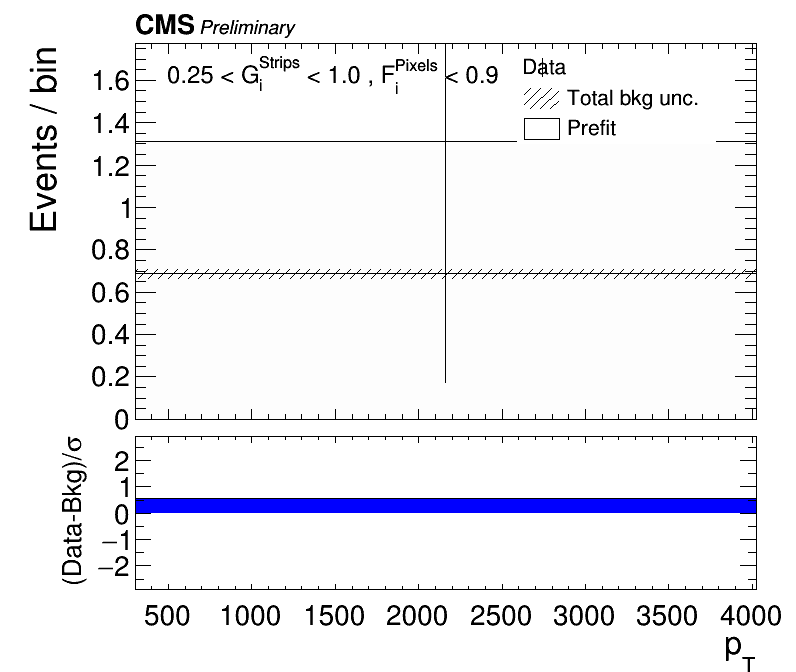 CMS Preliminary
Events / bin
0.25 < G_i^Strips < 1.0 , F_i^Pixels < 0.9
Data
Total bkg unc.
Prefit
1.6
1.4
1.2
1
0.8
0.6
0.4
0.2
0
(Data-Bkg)/σ
2
1
0
−1
−2
500 1000 1500 2000 2500 3000 3500 4000
p_T